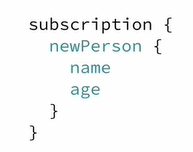 subscription {
  newPerson {
    name
    age
  }
}